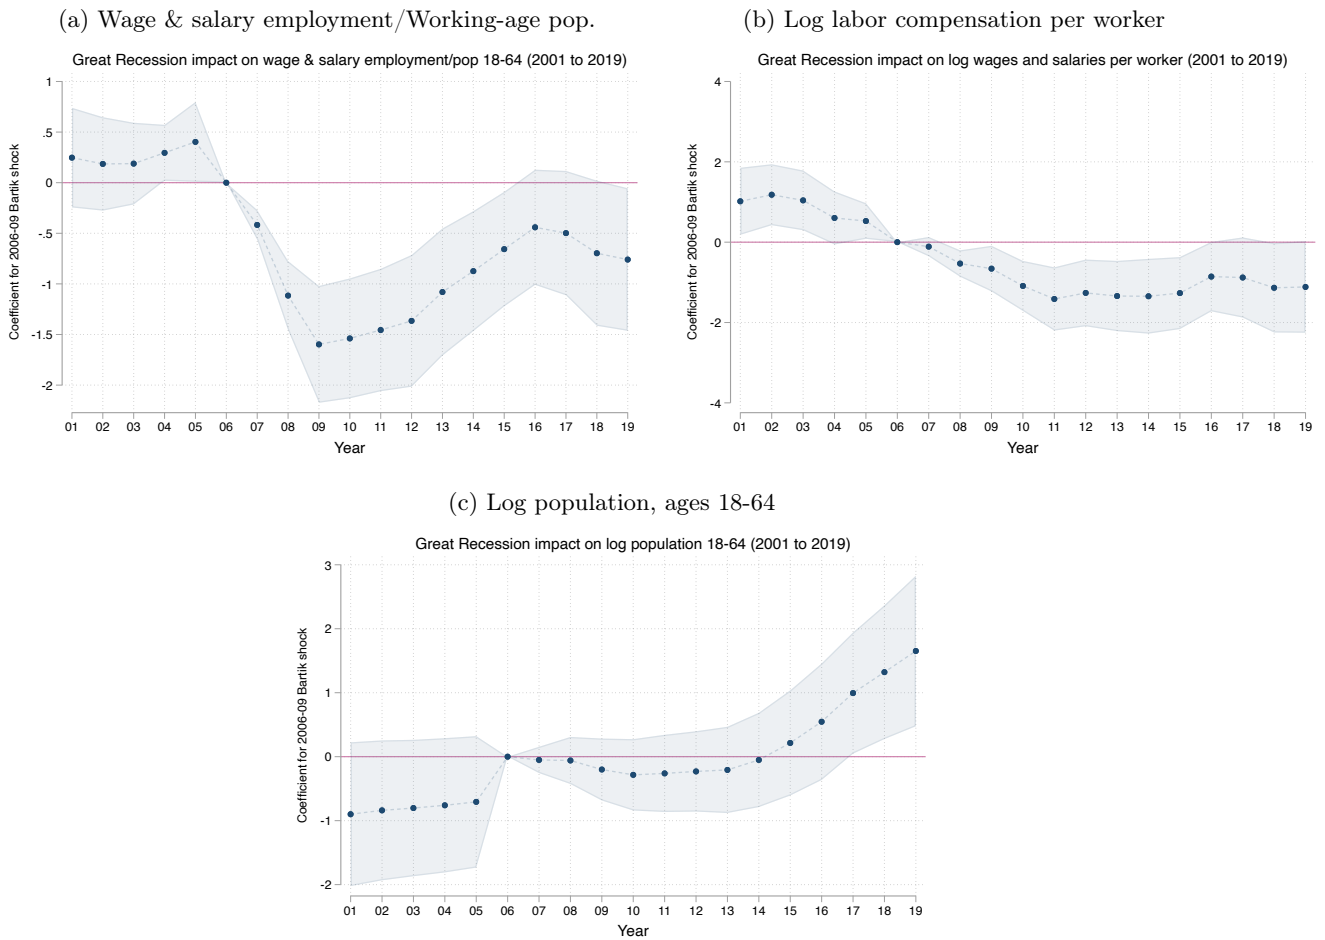 (a) Wage & salary employment/Working-age pop.
Great Recession impact on wage & salary employment/pop 18-64 (2001 to 2019)
Coefficient for 2006-09 Bartik shock
1
.5
0
-.5
-1
-1.5
-2
01 02 03 04 05 06 07 08 09 10 11 12 13 14 15 16 17 18 19
Year
(b) Log labor compensation per worker
Great Recession impact on log wages and salaries per worker (2001 to 2019)
Coefficient for 2006-09 Bartik shock
4
2
0
-2
-4
01 02 03 04 05 06 07 08 09 10 11 12 13 14 15 16 17 18 19
Year
(c) Log population, ages 18-64
Great Recession impact on log population 18-64 (2001 to 2019)
Coefficient for 2006-09 Bartik shock
3
2
1
0
-1
-2
01 02 03 04 05 06 07 08 09 10 11 12 13 14 15 16 17 18 19
Year